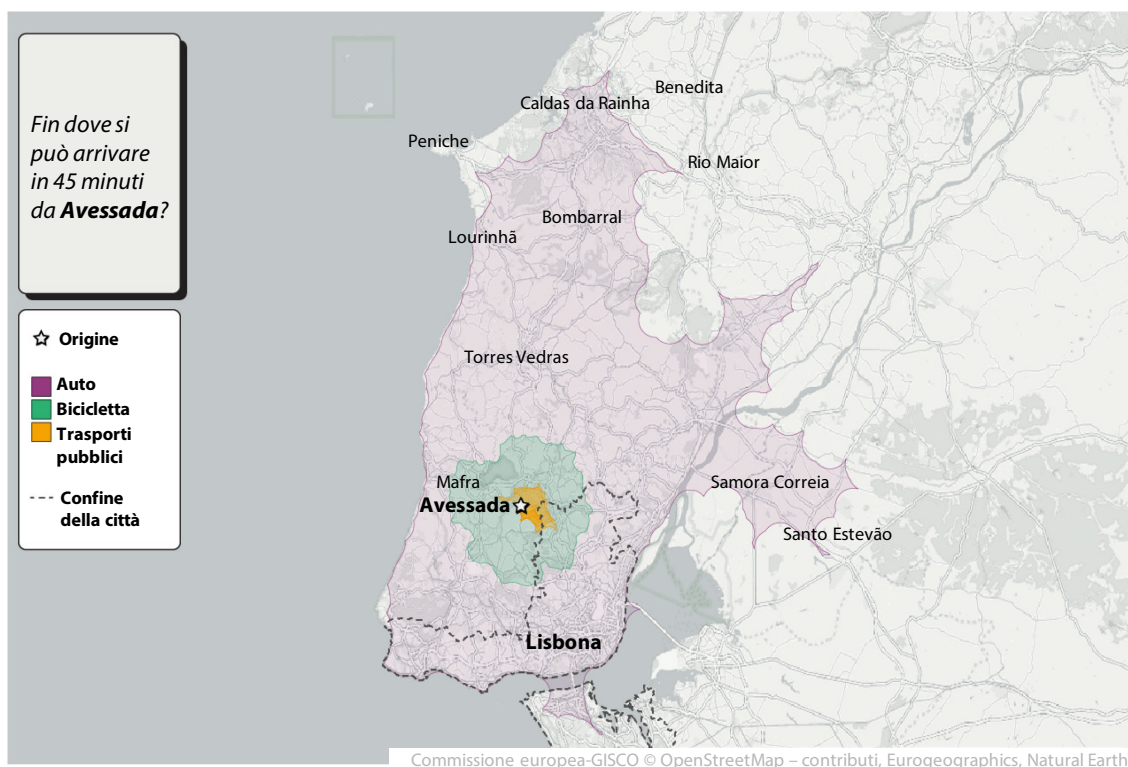 Fin dove si
può arrivare
in 45 minuti
da Avessada?
Origine
Auto
Bicicletta
Trasporti
pubblici
Confine
della città
Benedita
Caldas da Rainha
Peniche
Rio Maior
Bombarral
Lourinhã
Torres Vedras
Mafra
Samora Correia
Avessada
Santo Estevão
Lisbona
Commissione europea-GISCO © OpenStreetMap – contributi, Eurogeographics, Natural Earth